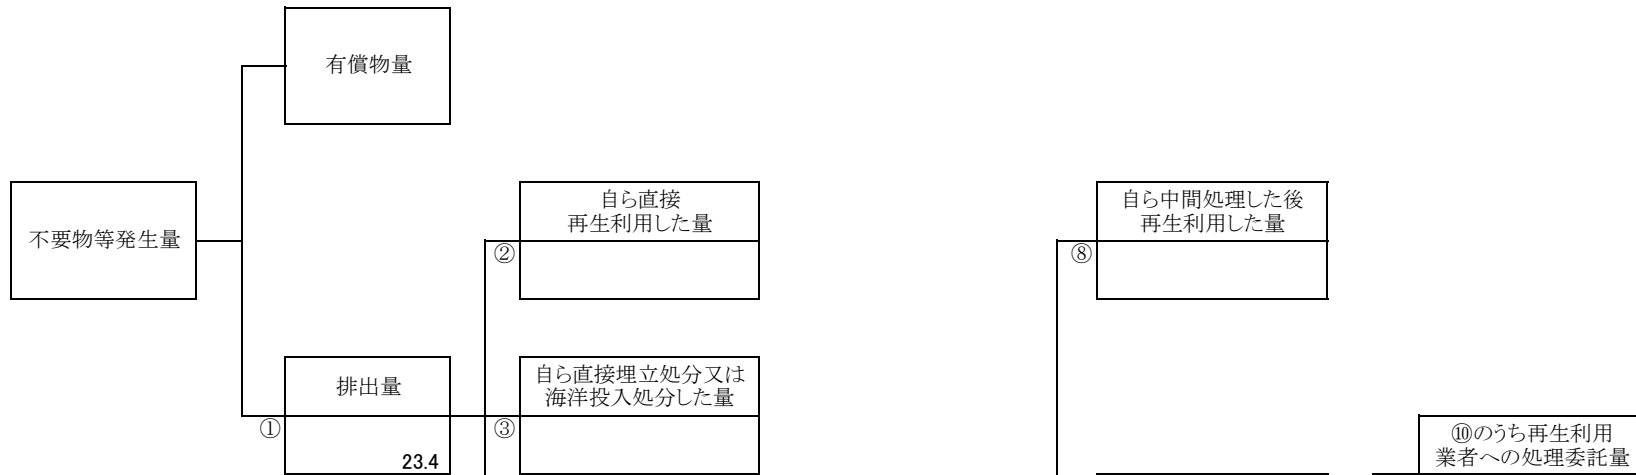 有償物量
不要物等発生量
自ら直接
再生利用した量
②
自ら中間処理した後
再生利用した量
⑧
排出量
①
23.4
自ら直接埋立処分又は
海洋投入処分した量
③
⑩のうち再生利用
業者への処理委託量